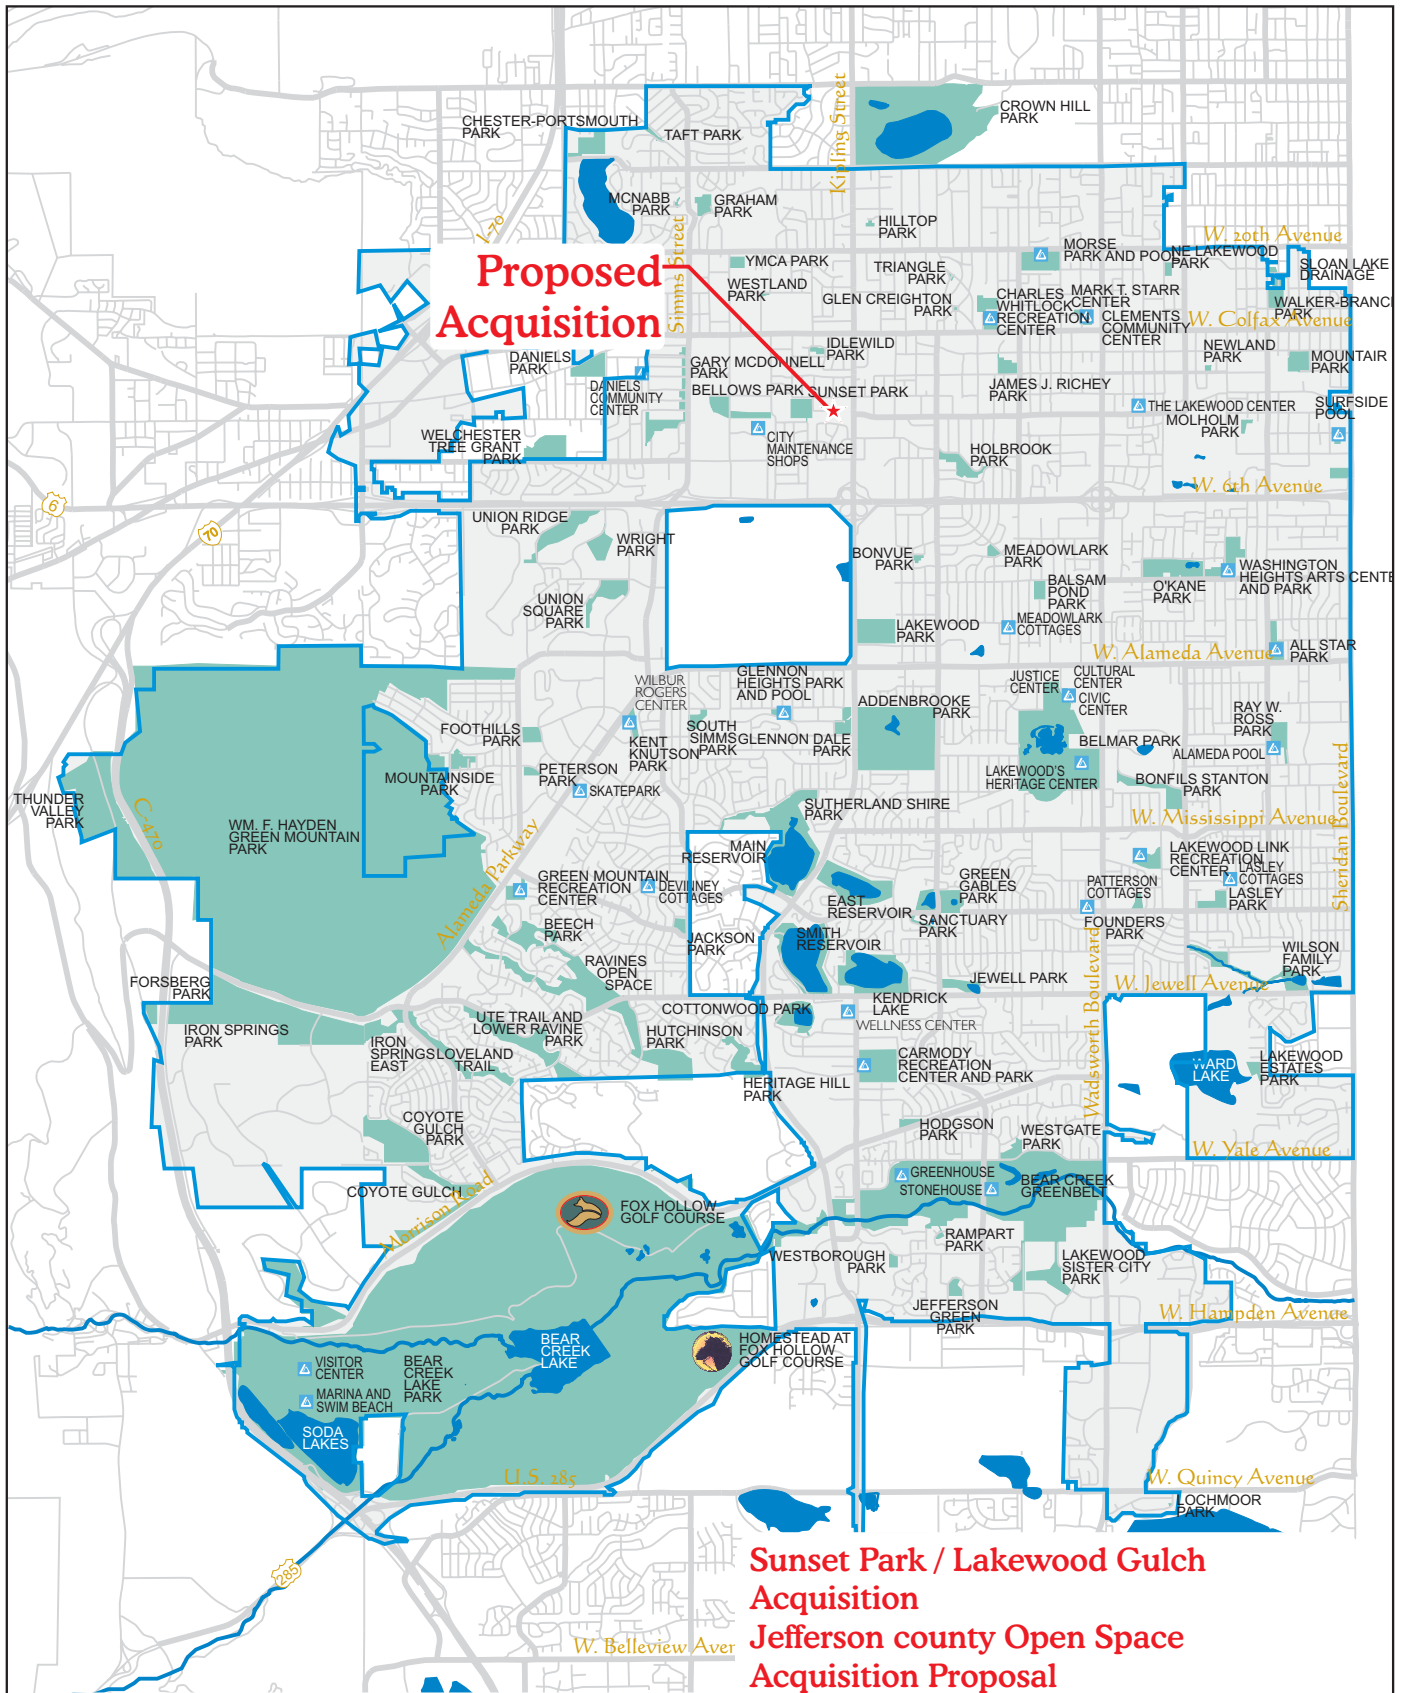 CROWN HILL
PARK
CHESTER-PORTSMOUTH
PARK
TAFT PARK
Kipling Street
MCNABB
PARK
GRAHAM
PARK
HILLTOP
PARK
I-70
Simms Street
W. 20th Avenue
MORSE
PARK AND POOL
NE LAKEWOOD
PARK
SLOAN LAKE
DRAINAGE
Proposed
Acquisition
YMCA PARK
TRIANGLE
PARK
WESTLAND
PARK
GLEN CREIGHTON
PARK
CHARLES
WHITLOCK
RECREATION
CENTER
MARK T. STARR
CENTER
CLEMENTS
COMMUNITY
CENTER
WALKER-BRANCH
PARK
W. Colfax Avenue
IDLEWILD
PARK
NEWLAND
PARK
MOUNTAIR
PARK
DANIELS
PARK
GARY MCDONNELL
PARK
DANIELS
COMMUNITY
CENTER
BELLOWS PARK
SUNSET PARK
JAMES J. RICHEY
PARK
THE LAKEWOOD CENTER
MOLHOLM
PARK
SURFSIDE
POOL
WELCHESTER
TREE GRANT
PARK
CITY
MAINTENANCE
SHOPS
HOLBROOK
PARK
W. 6th Avenue
6
70
UNION RIDGE
PARK
WRIGHT
PARK
BONVUE
PARK
MEADOWLARK
PARK
BALSAM
POND
PARK
O'KANE
PARK
WASHINGTON
HEIGHTS ARTS CENTE
AND PARK
UNION
SQUARE
PARK
MEADOWLARK
COTTAGES
LAKEWOOD
PARK
W. Alameda Avenue
ALL STAR
PARK
WILBUR
ROGERS
CENTER
GLENNON
HEIGHTS PARK
AND POOL
JUSTICE
CENTER
CULTURAL
CENTER
CIVIC
CENTER
ADDENBROOKE
PARK
RAY W.
ROSS
PARK
FOOTHILLS
PARK
KENT
KNUTSON
PARK
SOUTH
SIMMS
PARK
GLENNON DALE
PARK
BELMAR PARK
ALAMEDA POOL
PETERSON
PARK
SKATEPARK
MOUNTAINSIDE
PARK
LAKEWOOD'S
HERITAGE CENTER
BONFILS STANTON
PARK
THUNDER
VALLEY
PARK
C-470
WM. F. HAYDEN
GREEN MOUNTAIN
PARK
SUTHERLAND SHIRE
PARK
W. Mississippi Avenue
Sheridan Boulevard
MAIN
RESERVOIR
Alameda Parkway
LAKEWOOD LINK
RECREATION
CENTER
LASLEY
COTTAGES
LASLEY
PARK
GREEN MOUNTAIN
RECREATION
CENTER
DEVINNEY
COTTAGES
EAST
RESERVOIR
GREEN
GABLES
PARK
PATTERSON
COTTAGES
SANCTUARY
PARK
FOUNDERS
PARK
BEECH
PARK
JACKSON
PARK
SMITH
RESERVOIR
WILSON
FAMILY
PARK
RAVINES
OPEN
SPACE
FORSBERG
PARK
JEWELL PARK
W. Jewell Avenue
COTTONWOOD PARK
KENDRICK
LAKE
WELLNESS CENTER
Wadsworth Boulevard
IRON SPRINGS
PARK
UTE TRAIL AND
LOWER RAVINE
PARK
HUTCHINSON
PARK
IRON
SPRINGS
EAST
LOVELAND
TRAIL
CARMODY
RECREATION
CENTER AND PARK
WARD
LAKE
LAKEWOOD
ESTATES
PARK
HERITAGE HILL
PARK
COYOTE
GULCH
PARK
HODGSON
PARK
WESTGATE
PARK
W. Yale Avenue
GREENHOUSE
STONEHOUSE
BEAR CREEK
GREENBELT
COYOTE GULCH
Morrison Road
FOX HOLLOW
GOLF COURSE
RAMPART
PARK
WESTBOROUGH
PARK
LAKEWOOD
SISTER CITY
PARK
JEFFERSON
GREEN
PARK
W. Hampden Avenue
BEAR
CREEK
LAKE
HOMESTEAD AT
FOX HOLLOW
GOLF COURSE
VISITOR
CENTER
BEAR
CREEK
LAKE
PARK
MARINA AND
SWIM BEACH
SODA
LAKES
U.S. 285
W. Quincy Avenue
LOCHMOOR
PARK
285
Sunset Park / Lakewood Gulch
Acquisition
Jefferson county Open Space
Acquisition Proposal
W. Belleview Aven